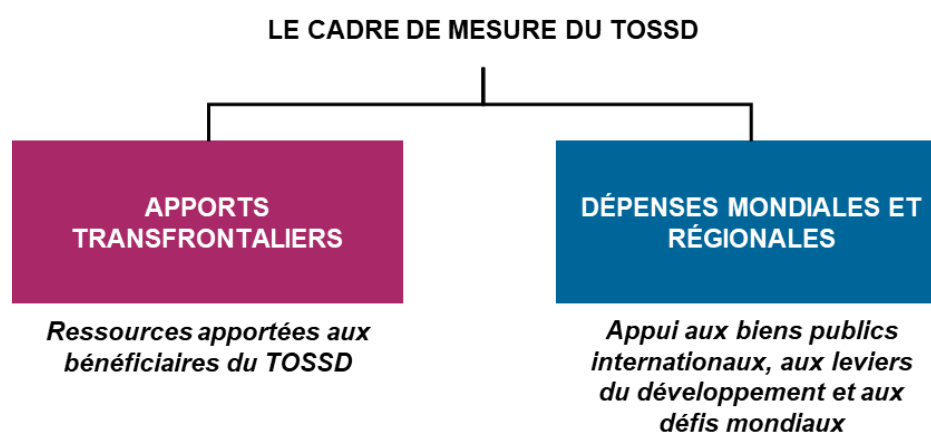 LE CADRE DE MESURE DU TOSSD
APPORTS
TRANSFRONTALIERS
Ressources apportées aux
bénéficiaires du TOSSD
DÉPENSES MONDIALES ET
RÉGIONALES
Appui aux biens publics
internationaux, aux leviers
du développement et aux
défis mondiaux